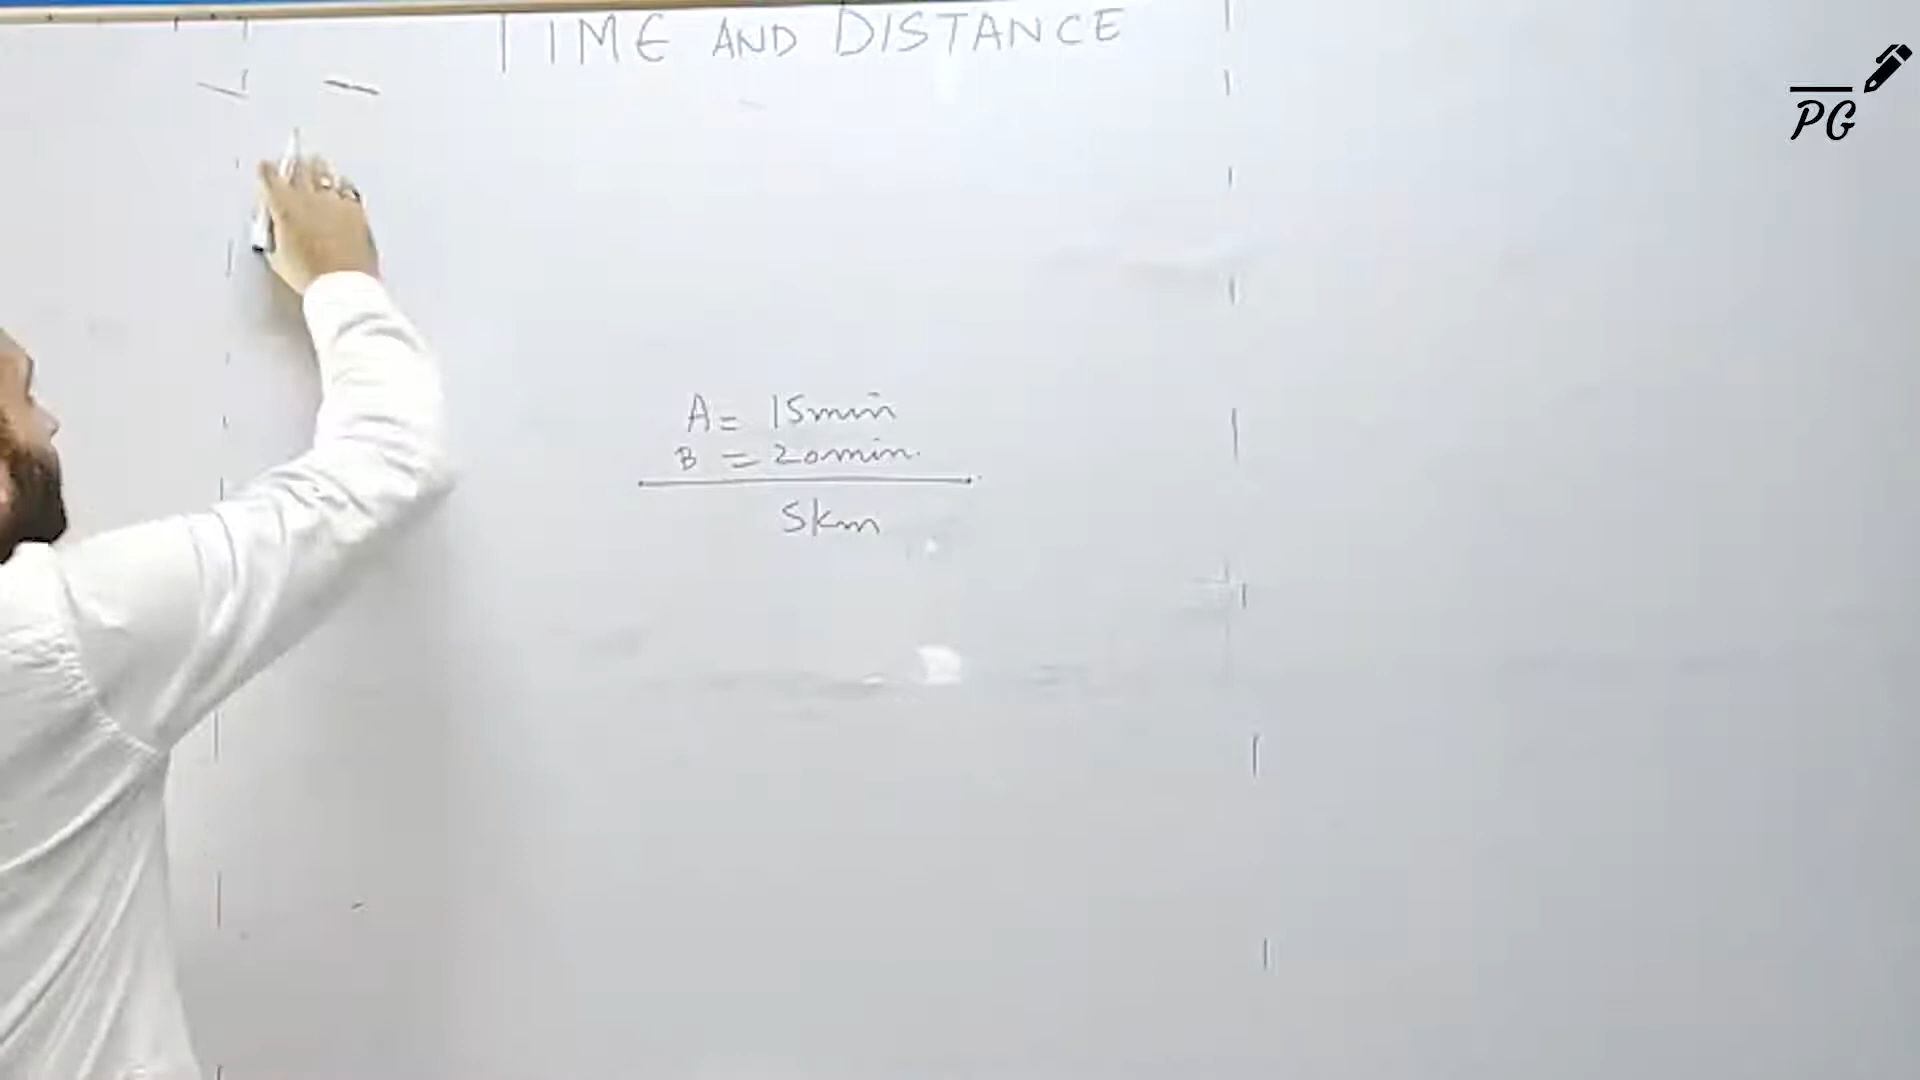 TIME AND DISTANCE
PG
A = 15min
B = 20min.
5km